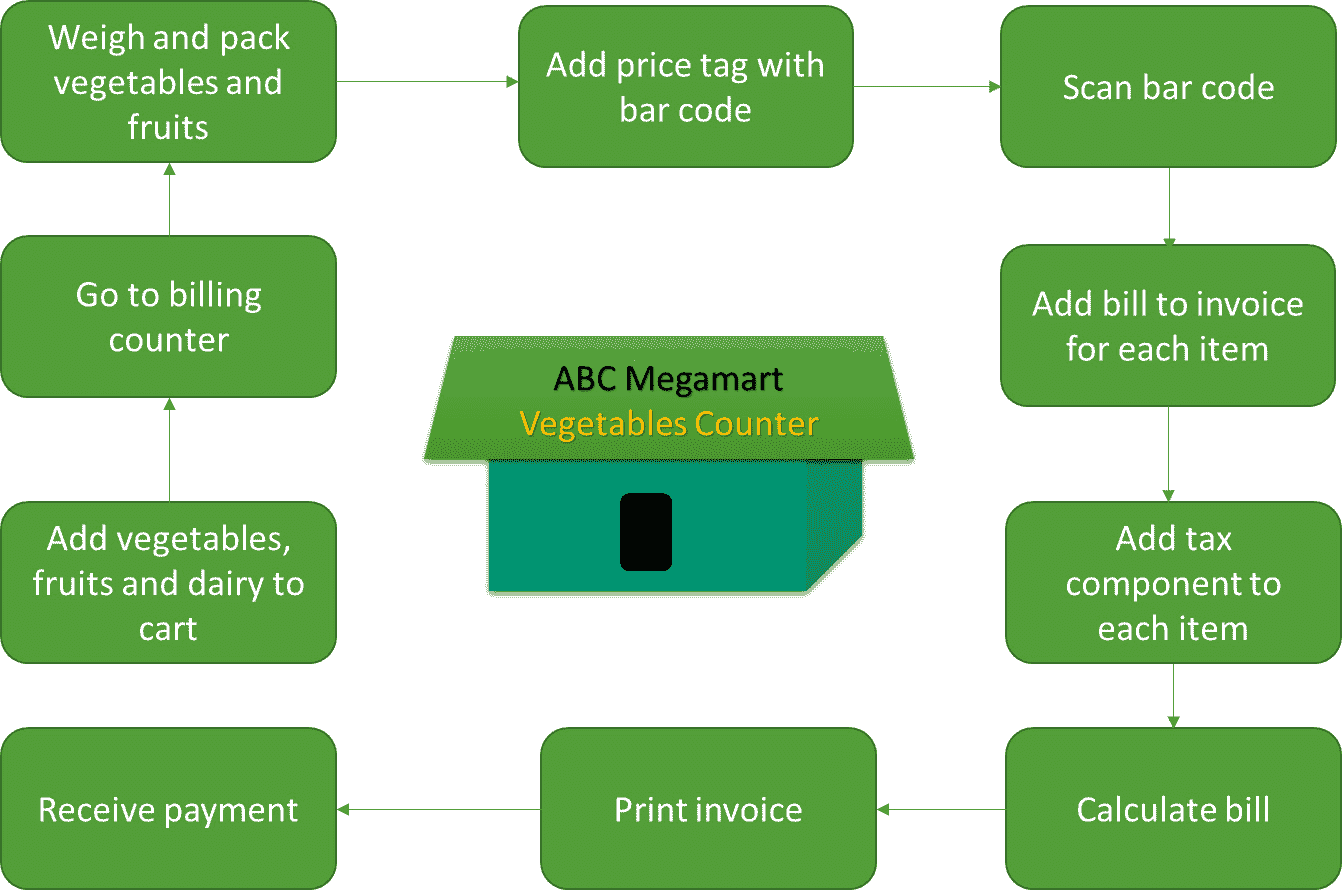 Weigh and pack
vegetables and
fruits
Add price tag with
bar code
Scan bar code
Go to billing
counter
Add bill to invoice
for each item
ABC Megamart
Vegetables Counter
Add vegetables,
fruits and dairy to
cart
Add tax
component to
each item
Receive payment
Print invoice
Calculate bill